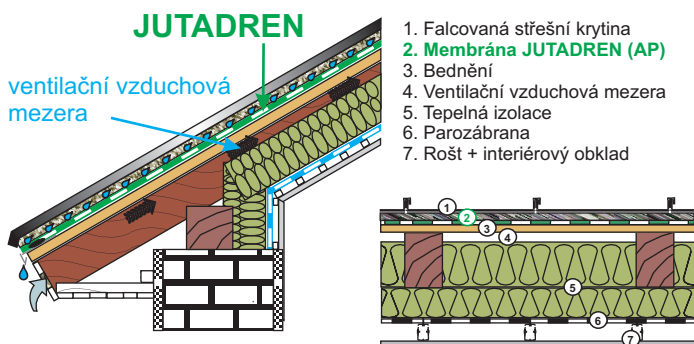 JUTADREN
ventilační vzduchová
mezera
1. Falcovaná střešní krytina
2. Membrána JUTADREN (AP)
3. Bednění
4. Ventilační vzduchová mezera
5. Tepelná izolace
6. Parozábrana
7. Rošt + interiérový obklad
1
2
3
4
5
6
7